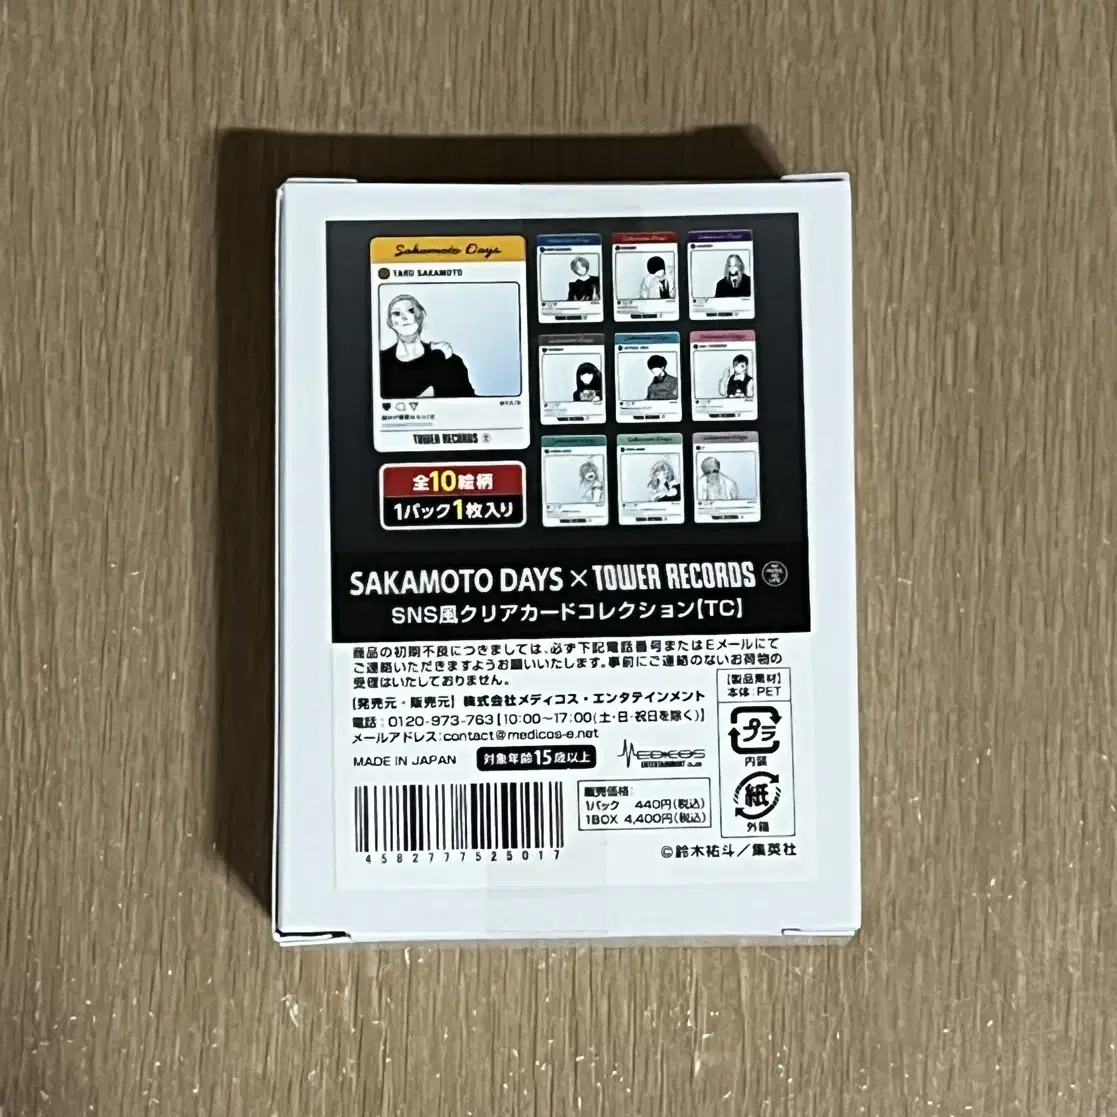 Sakamoto Days
TARO SAKAMOTO
TOWER RECORDS
全10絵柄
1パック1枚入り
SAKAMOTO DAYS × TOWER RECORDS
NO MUSIC NO LIFE
SNS風クリアカードコレクション【TC】
商品の初期不良につきましては、必ず下記電話番号またはEメールにて
ご連絡いただきますようお願いいたします。事前にご連絡のないお荷物の
受理はいたしておりません。
【発売元・販売元】株式会社メディコス・エンタテインメント
電話：0120-973-763【10:00～17:00(土・日・祝日を除く)】
メールアドレス：contact@medicos-e.net
MADE IN JAPAN
対象年齢15歳以上
MEDICOS
ENTERTAINMENT
【製品素材】
本体：PET
プラ
内装
紙
外箱
販売価格：
1パック 440円(税込)
1BOX 4,400円(税込)
4582777525017
©鈴木祐斗／集英社